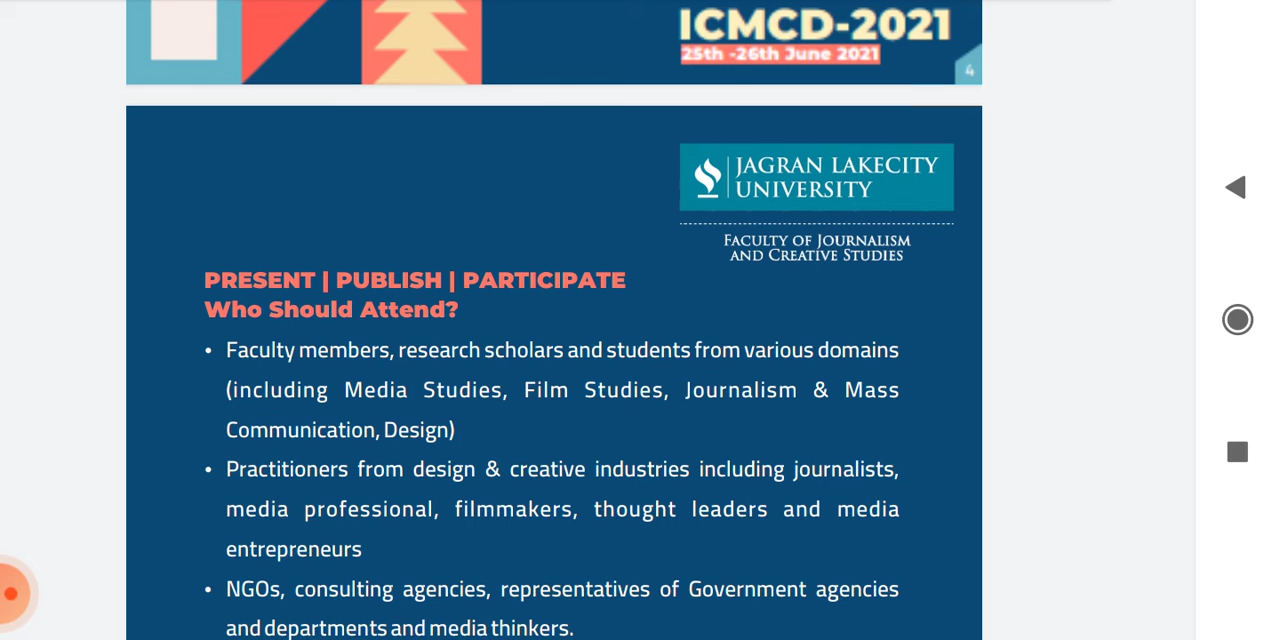 ICMCD-2021
25th -26th June 2021
4
JAGRAN LAKECITY
UNIVERSITY
FACULTY OF JOURNALISM
AND CREATIVE STUDIES
PRESENT | PUBLISH | PARTICIPATE
Who Should Attend?
• Faculty members, research scholars and students from various domains
(including Media Studies, Film Studies, Journalism & Mass
Communication, Design)
• Practitioners from design & creative industries including journalists,
media professional, filmmakers, thought leaders and media
entrepreneurs
• NGOs, consulting agencies, representatives of Government agencies
and departments and media thinkers.